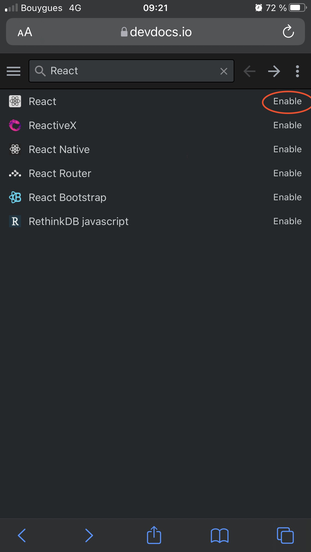 Bouygues 4G 09:21 72 %
AA devdocs.io
React
React Enable
ReactiveX Enable
React Native Enable
React Router Enable
React Bootstrap Enable
R RethinkDB javascript Enable